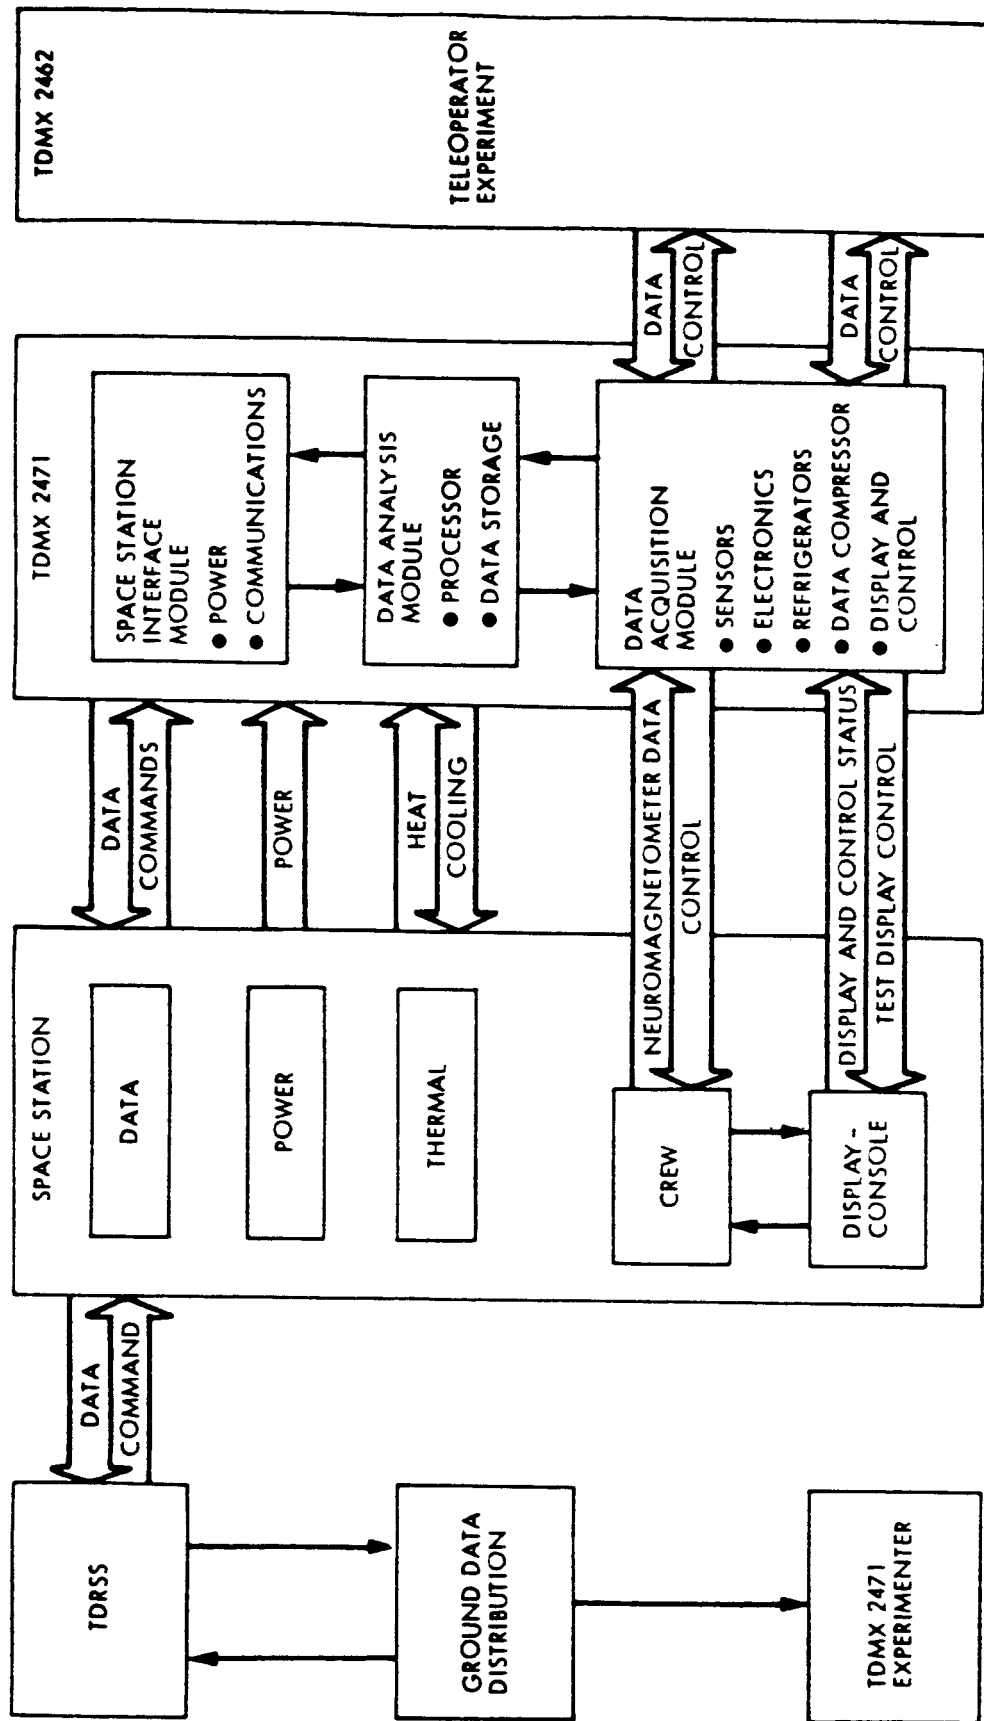 TDRSS
GROUND DATA
DISTRIBUTION
TDMX 2471
EXPERIMENTER
DATA
COMMAND
SPACE STATION
DATA
POWER
THERMAL
CREW
DISPLAY-
CONSOLE
DATA
COMMANDS
POWER
HEAT
COOLING
NEUROMAGNETOMETER DATA
CONTROL
DISPLAY AND CONTROL STATUS
TEST DISPLAY CONTROL
TDMX 2471
SPACE STATION
INTERFACE
MODULE
● POWER
● COMMUNICATIONS
DATA ANALYSIS
MODULE
● PROCESSOR
● DATA STORAGE
DATA
ACQUISITION
MODULE
● SENSORS
● ELECTRONICS
● REFRIGERATORS
● DATA COMPRESSOR
● DISPLAY AND
CONTROL
DATA
CONTROL
DATA
CONTROL
TDMX 2462
TELEOPERATOR
EXPERIMENT